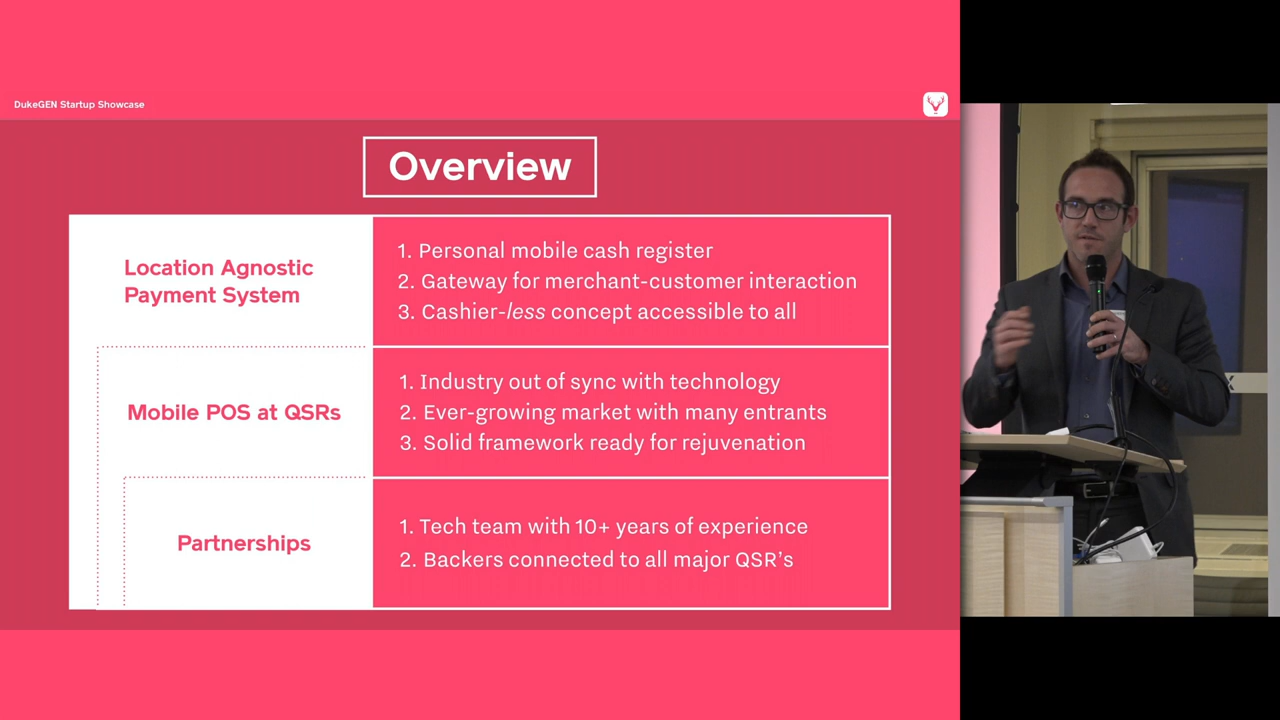 DukeGEN Startup Showcase
Overview
Location Agnostic
Payment System
1. Personal mobile cash register
2. Gateway for merchant-customer interaction
3. Cashier-less concept accessible to all
Mobile POS at QSRs
1. Industry out of sync with technology
2. Ever-growing market with many entrants
3. Solid framework ready for rejuvenation
Partnerships
1. Tech team with 10+ years of experience
2. Backers connected to all major QSR’s